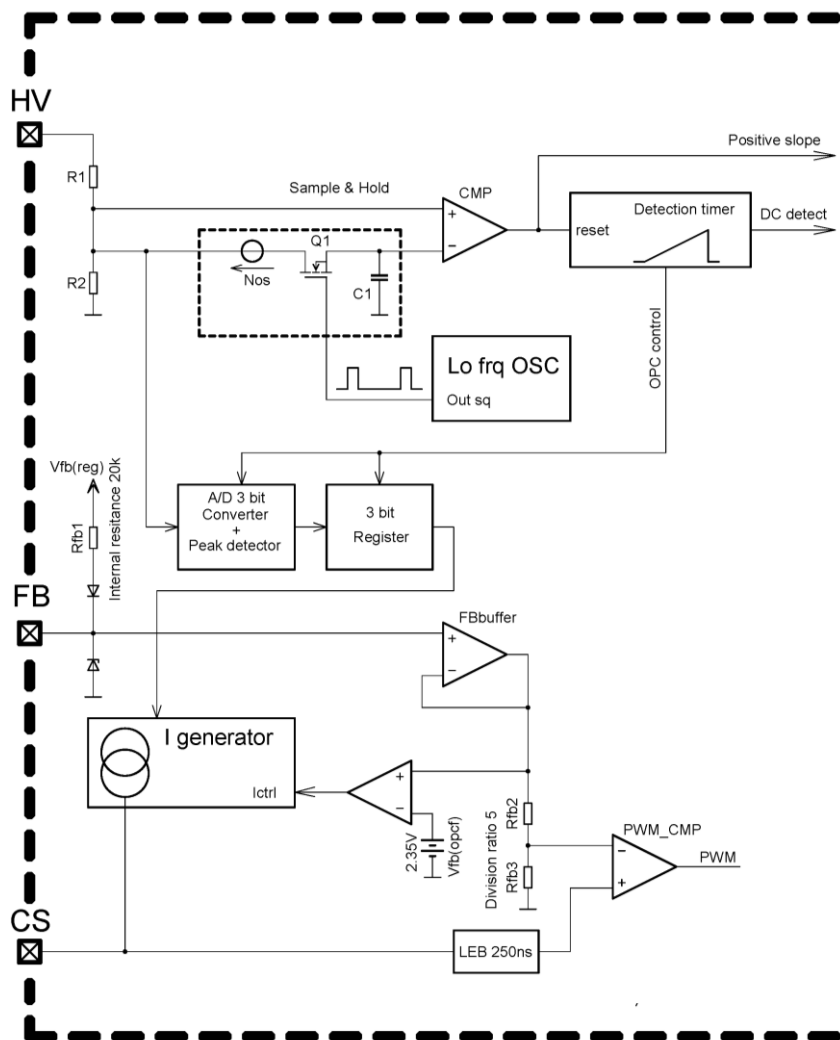 HV
R1
R2
Sample & Hold
Nos
Q1
C1
CMP
+
−
Positive slope
Detection timer
reset
DC detect
OPC control
Lo frq OSC
Out sq
Vfb(reg)
Rfb1
Internal resitance 20k
A/D 3 bit
Converter
+
Peak detector
3 bit
Register
FB
FBbuffer
+
−
I generator
Ictrl
+
−
2.35V
Vfb(opcf)
Rfb2
Division ratio 5
Rfb3
PWM_CMP
−
+
PWM
CS
LEB 250ns